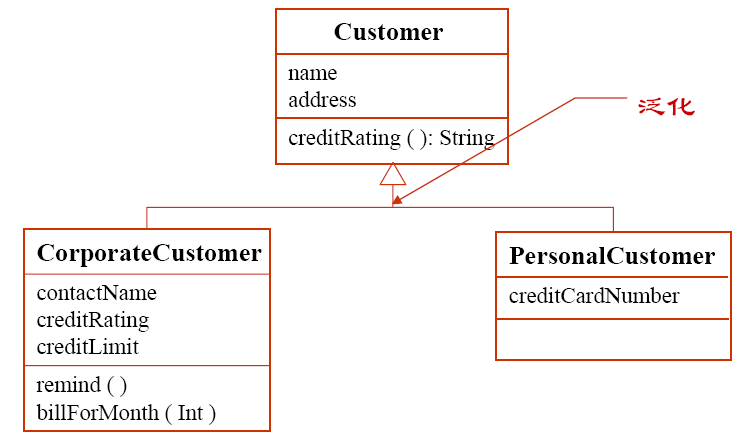 Customer
name
address
creditRating ( ): String
泛化
CorporateCustomer
contactName
creditRating
creditLimit
remind ( )
billForMonth ( Int )
PersonalCustomer
creditCardNumber